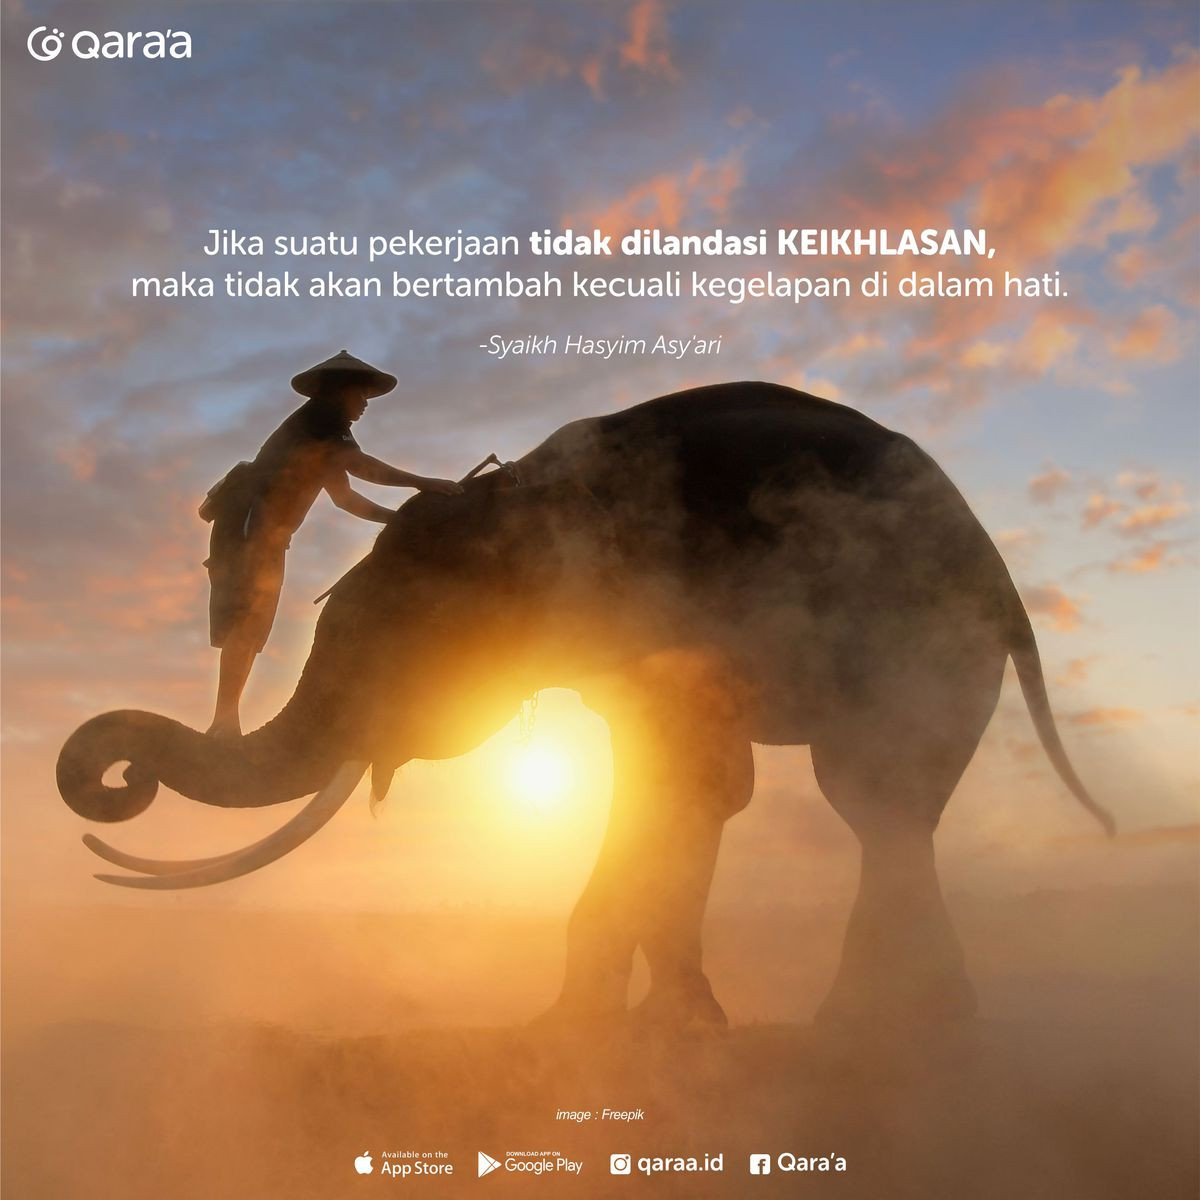 Qara'a
Jika suatu pekerjaan tidak dilandasi KEIKHLASAN,
maka tidak akan bertambah kecuali kegelapan di dalam hati.
-Syaikh Hasyim Asy'ari
image : Freepik
Available on the
App Store
DOWNLOAD APP ON
Google Play
qaraa.id
Qara'a